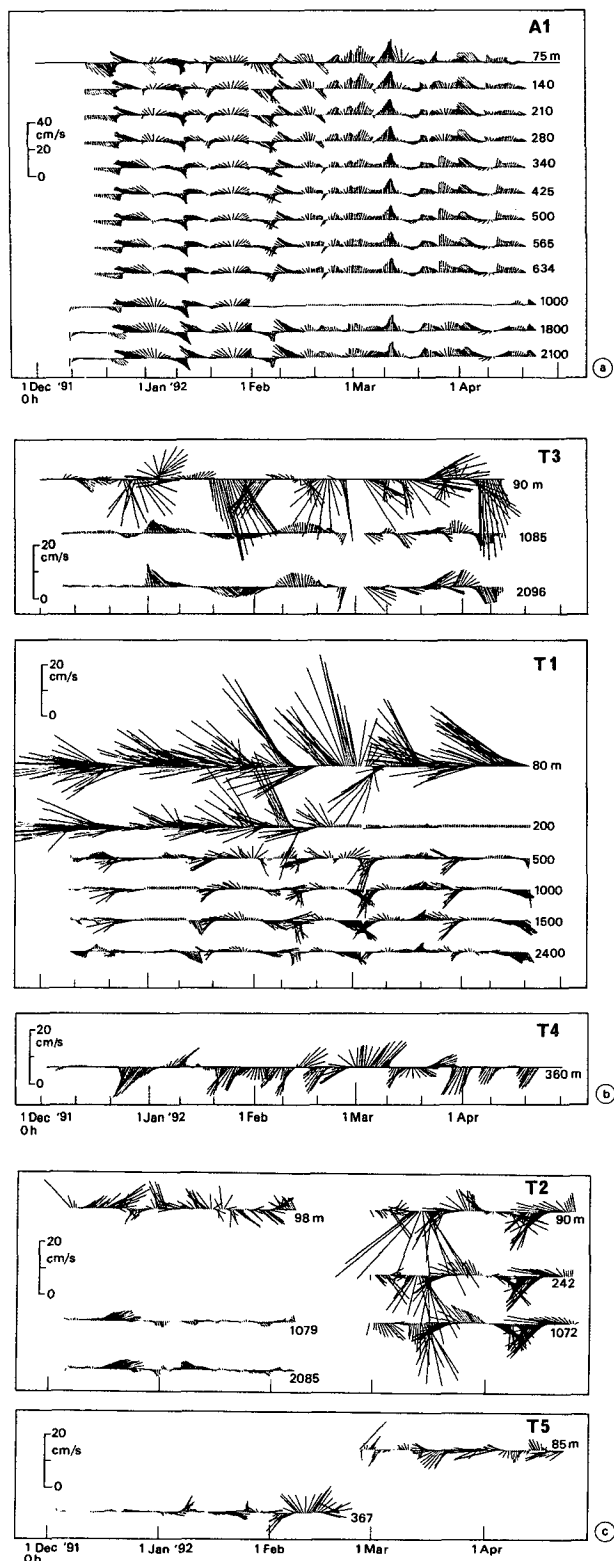 A1
75 m
140
210
280
340
425
500
565
634
1000
1800
2100
40
cm/s
20
0
1 Dec '91 1 Jan '92 1 Feb 1 Mar 1 Apr
0 h
a
T3
90 m
1085
2096
20
cm/s
0
T1
20
cm/s
0
80 m
200
500
1000
1500
2400
T4
20
cm/s
0
360 m
1 Dec '91 1 Jan '92 1 Feb 1 Mar 1 Apr
0 h
b
T2
98 m
90 m
20
cm/s
0
242
1079
1072
2085
T5
20
cm/s
0
85 m
367
1 Dec '91 1 Jan '92 1 Feb 1 Mar 1 Apr
0 h
c